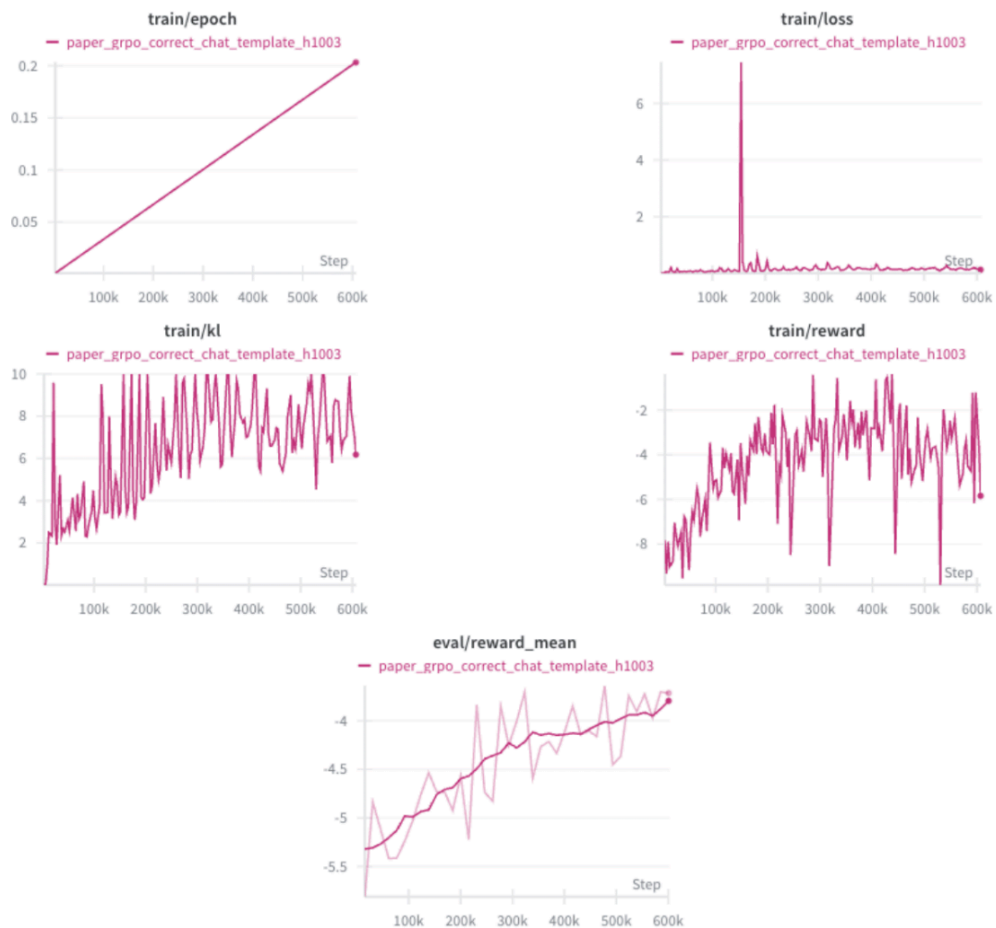 train/epoch
paper_grpo_correct_chat_template_h1003
0.2
0.15
0.1
0.05
Step
100k 200k 300k 400k 500k 600k
train/loss
paper_grpo_correct_chat_template_h1003
6
4
2
Step
100k 200k 300k 400k 500k 600k
train/kl
paper_grpo_correct_chat_template_h1003
10
8
6
4
2
Step
100k 200k 300k 400k 500k 600k
train/reward
paper_grpo_correct_chat_template_h1003
-2
-4
-6
-8
Step
100k 200k 300k 400k 500k 600k
eval/reward_mean
paper_grpo_correct_chat_template_h1003
-4
-4.5
-5
-5.5
Step
100k 200k 300k 400k 500k 600k